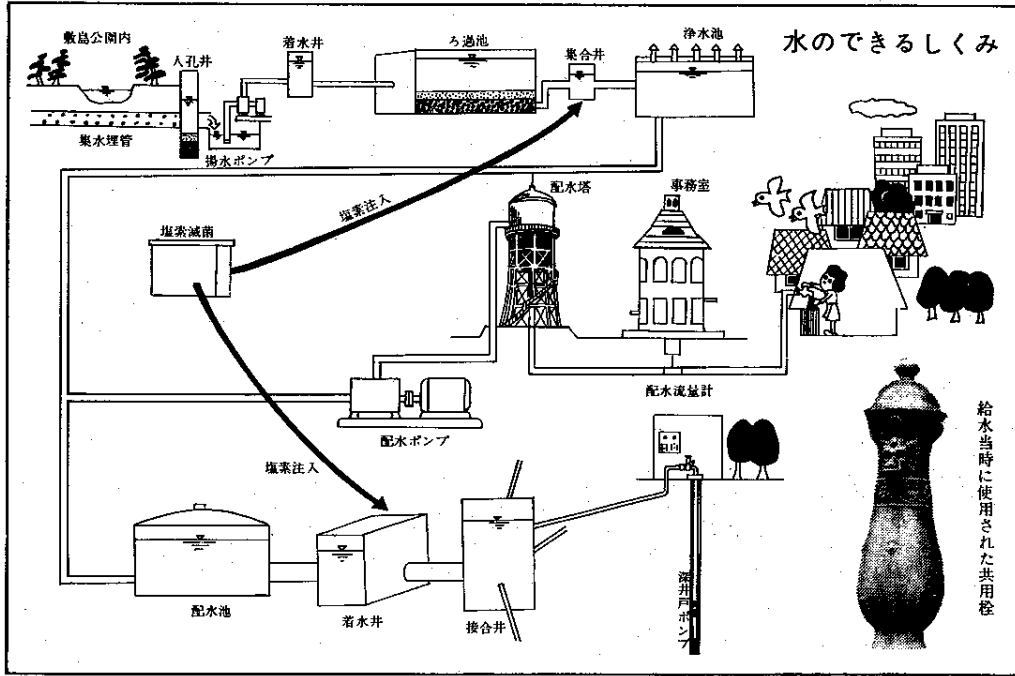 水のできるしくみ
敷島公園内
人孔井
着水井
ろ過池
集合井
浄水池
集水埋管
揚水ポンプ
塩素注入
塩素滅菌
配水塔
事務室
配水流量計
配水ポンプ
塩素注入
配水池
着水井
接合井
深井戸ポンプ
給水当時に使用された共用栓